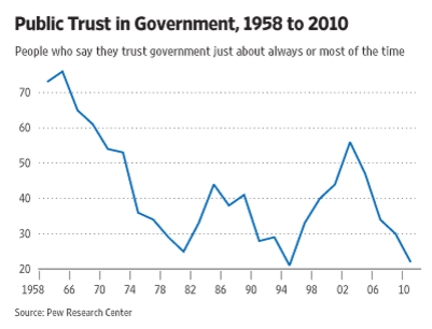 Public Trust in Government, 1958 to 2010
People who say they trust government just about always or most of the time
70
60
50
40
30
20
1958 66 70 74 78 82 86 90 94 98 02 06 10
Source: Pew Research Center